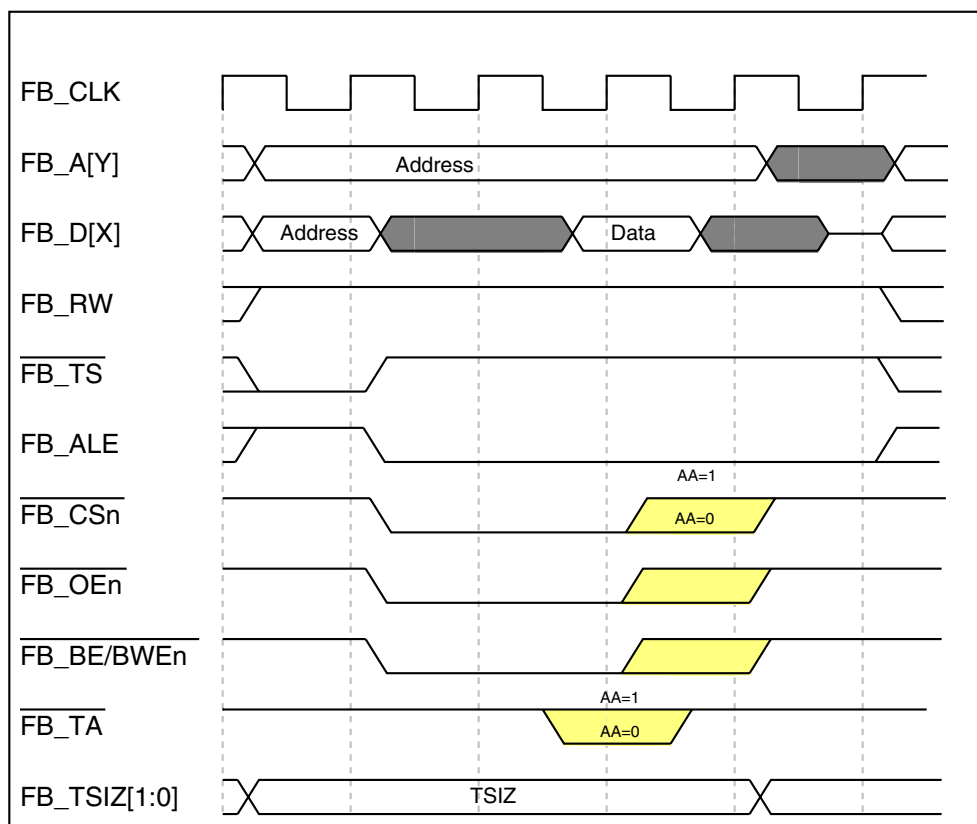 FB_CLK
FB_A[Y]
Address
FB_D[X]
Address
Data
FB_RW
FB_TS
FB_ALE
AA=1
FB_CSn
AA=0
FB_OEn
FB_BE/BWEn
AA=1
FB_TA
AA=0
FB_TSIZ[1:0]
TSIZ